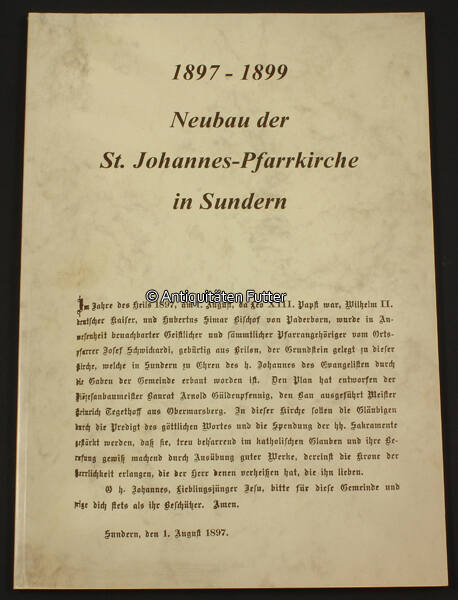 1897 - 1899
Neubau der
St. Johannes-Pfarrkirche
in Sundern
© Antiquitäten Futter
Im Jahre des Heils 1897, am 1. August, da Leo XIII. Papst war, Wilhelm II.
deutscher Kaiser, und Hubertus Simar Bischof von Paderborn, wurde in An-
wesenheit benachbarter Geistlicher und sämmtlicher Pfarrangehöriger vom Orts-
pfarrer Josef Schwickardi, gebürtig aus Brilon, der Grundstein gelegt zu dieser
Kirche, welche in Sundern zu Ehren des h. Johannes des Evangelisten durch
die Gaben der Gemeinde erbaut worden ist. Den Plan hat entworfen der
Diözesanbaumeister Baurat Arnold Güldenpfennig, den Bau ausgeführt Meister
Heinrich Tegethoff aus Obermarsberg. In dieser Kirche sollen die Gläubigen
durch die Predigt des göttlichen Wortes und die Spendung der hh. Sakramente
gestärkt werden, daß sie, treu beharrend im katholischen Glauben und ihre Be-
rufung gewiß machend durch Ausübung guter Werke, dereinst die Krone der
Herrlichkeit erlangen, die der Herr denen verheißen hat, die ihn lieben.
O h. Johannes, Lieblingsjünger Jesu, bitte für diese Gemeinde und
zeige dich stets als ihr Beschützer. Amen.
Sundern, den 1. August 1897.